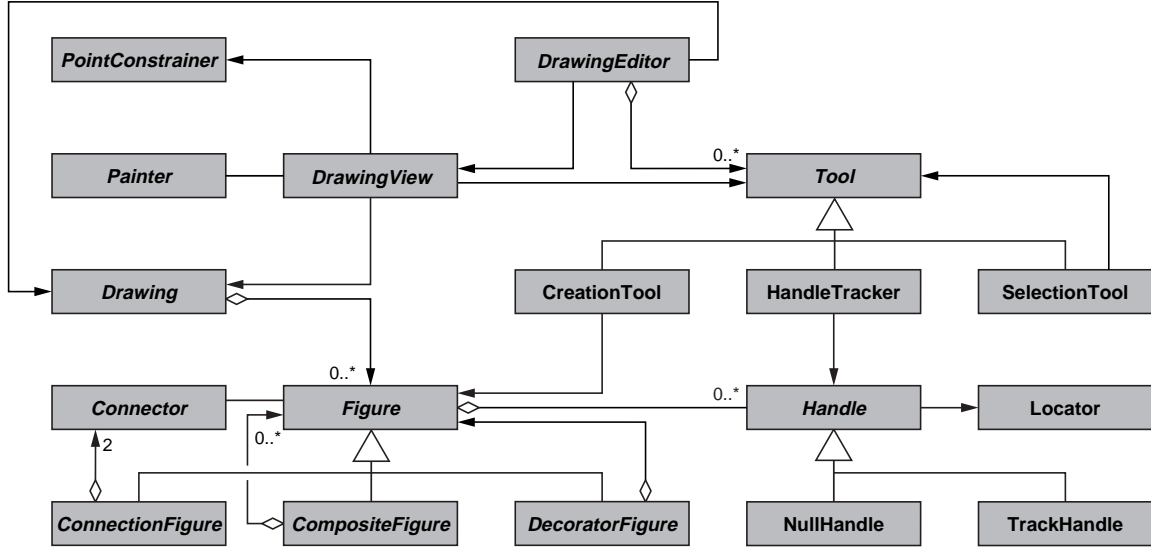 PointConstrainer
DrawingEditor
Painter
DrawingView
0..*
Tool
Drawing
CreationTool
HandleTracker
SelectionTool
0..*
0..*
Connector
Figure
Handle
Locator
2
0..*
ConnectionFigure
CompositeFigure
DecoratorFigure
NullHandle
TrackHandle